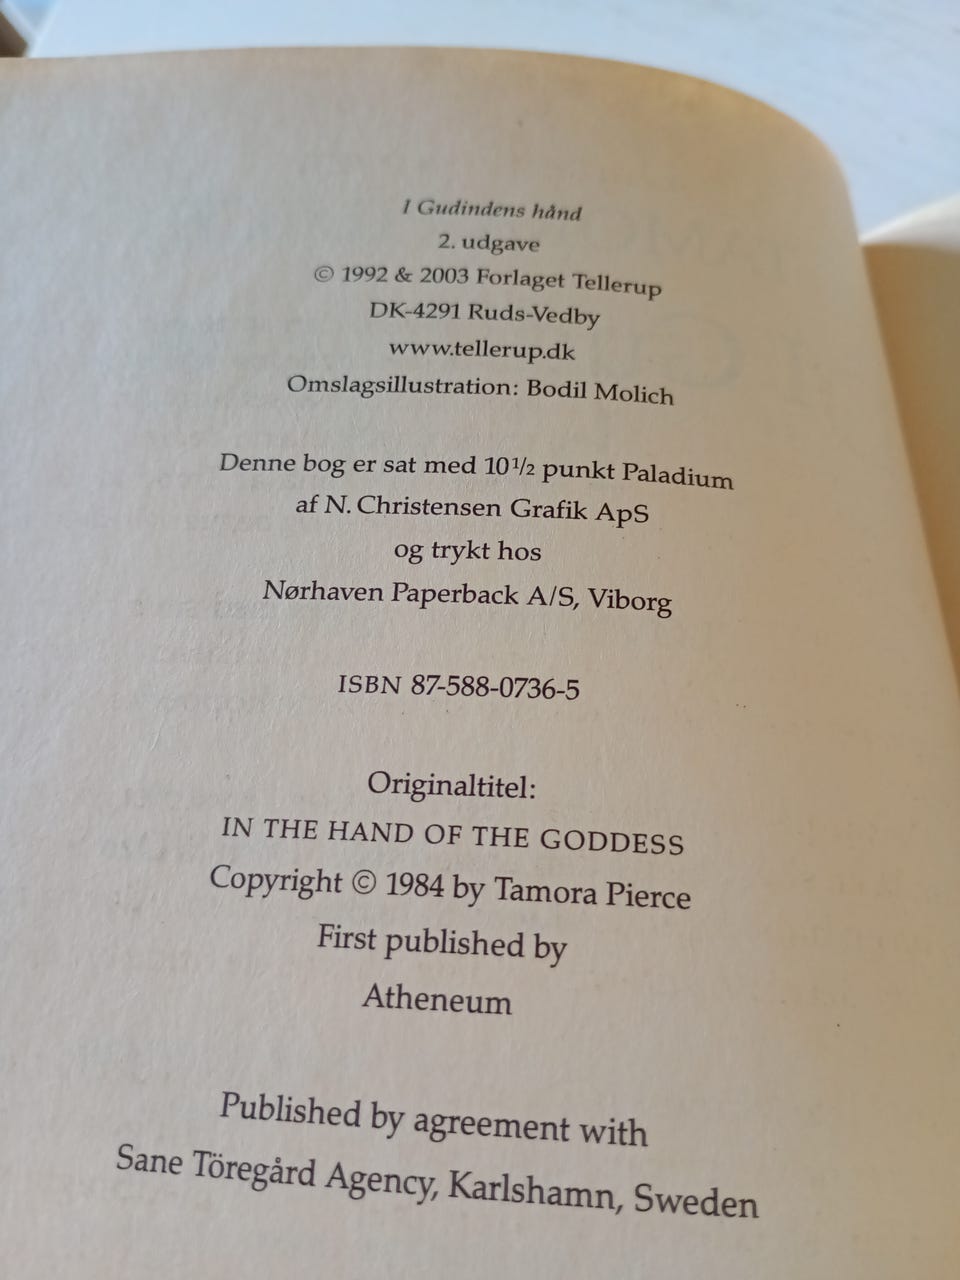 I Gudindens hånd
2. udgave
© 1992 & 2003 Forlaget Tellerup
DK-4291 Ruds-Vedby
www.tellerup.dk
Omslagsillustration: Bodil Molich
Denne bog er sat med 10½ punkt Paladium
af N. Christensen Grafik ApS
og trykt hos
Nørhaven Paperback A/S, Viborg
ISBN 87-588-0736-5
Originaltitel:
IN THE HAND OF THE GODDESS
Copyright © 1984 by Tamora Pierce
First published by
Atheneum
Published by agreement with
Sane Töregård Agency, Karlshamn, Sweden